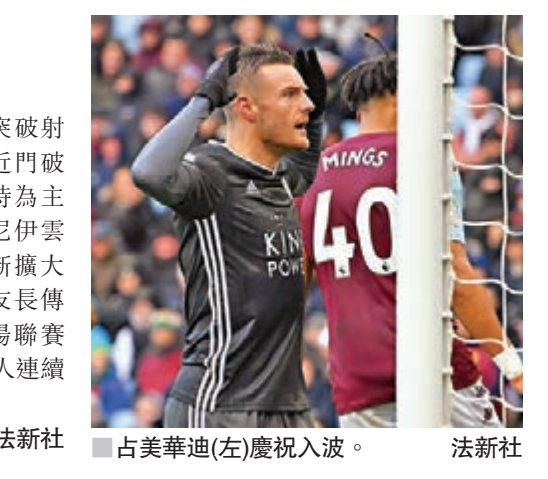 突破射
近門破
時為主
尼伊雲
新擴大
友長傳
場聯賽
人連續
法新社
MINGS
40
KING
POWE
■占美華迪(左)慶祝入波。 法新社